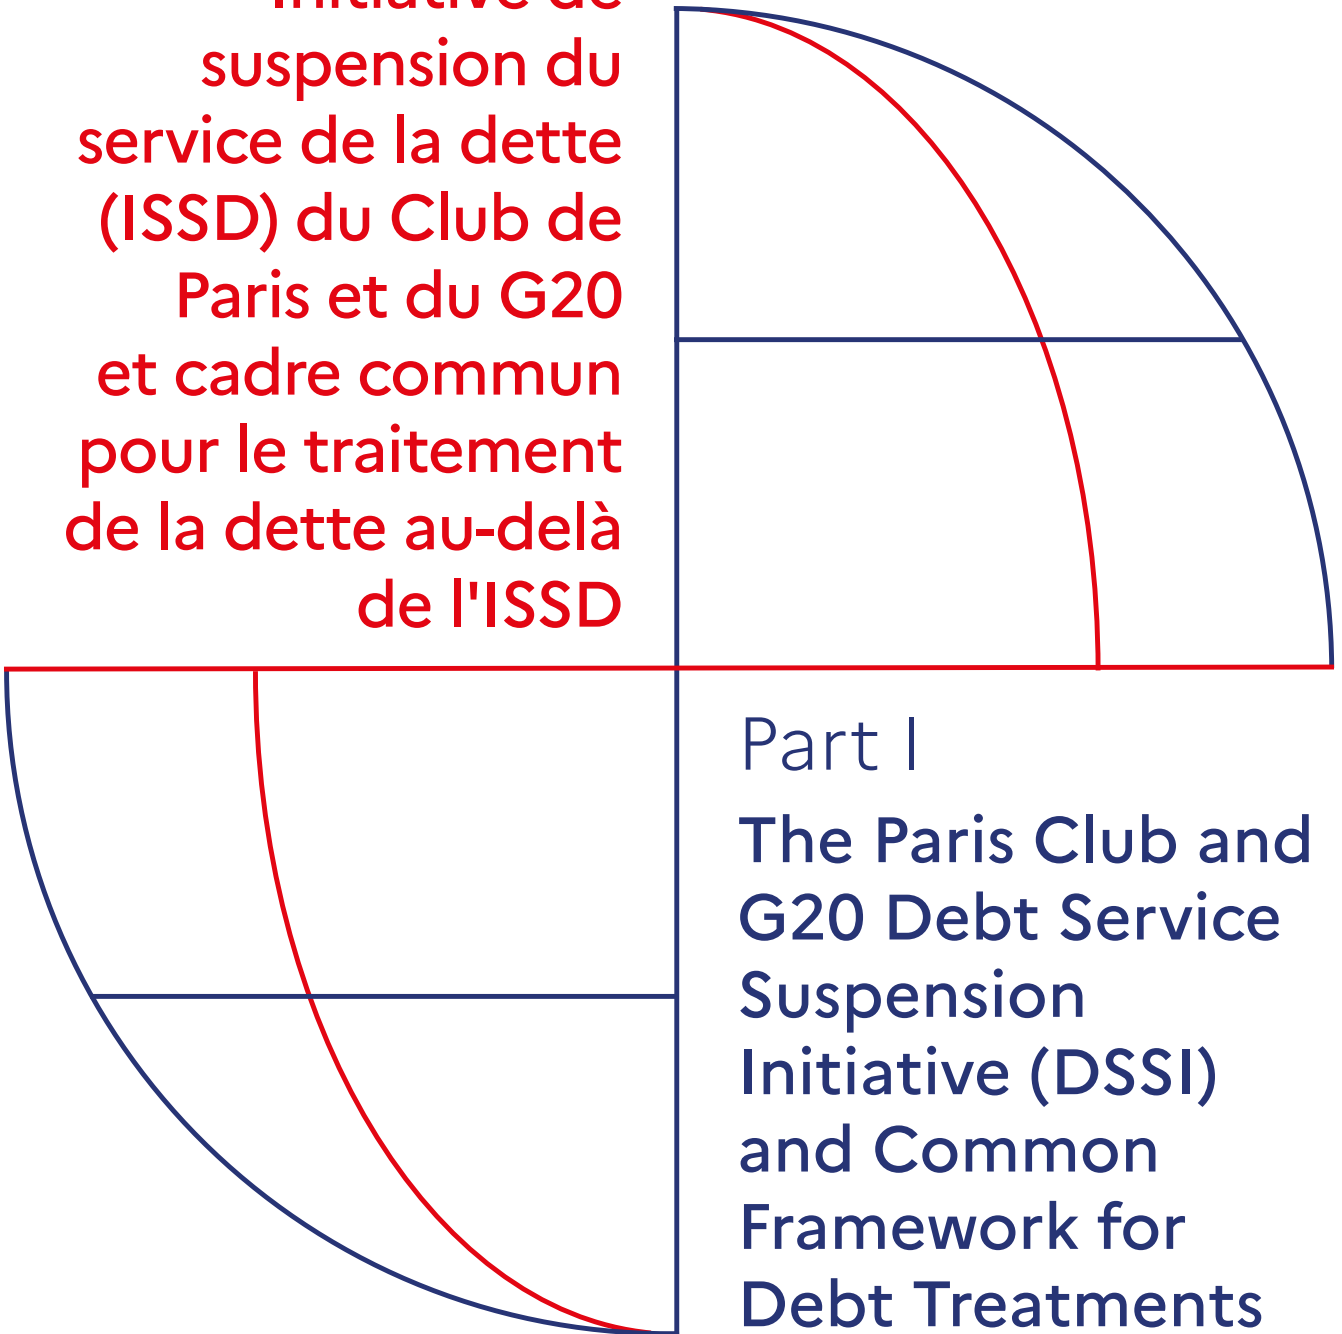 Initiative de
suspension du
service de la dette
(ISSD) du Club de
Paris et du G20
et cadre commun
pour le traitement
de la dette au-delà
de l'ISSD
Part I
The Paris Club and
G20 Debt Service
Suspension
Initiative (DSSI)
and Common
Framework for
Debt Treatments